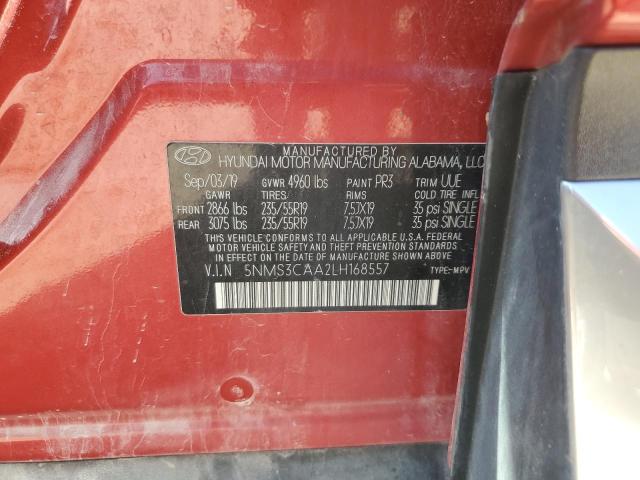 MANUFACTURED BY
HYUNDAI MOTOR MANUFACTURING ALABAMA, LLC
Sep/03/19 GVWR 4960 lbs PAINT PR3 TRIM UUE
GAWR TIRES: RIMS COLD TIRE INFL
FRONT 2866 lbs 235/55R19 7.5JX19 35 psi SINGLE
REAR 3075 lbs 235/55R19 7.5JX19 35 psi SINGLE
THIS VEHICLE CONFORMS TO ALL APPLICABLE U.S.A. FEDERAL
MOTOR VEHICLE SAFETY, BUMPER, AND THEFT PREVENTION STANDARDS
IN EFFECT ON THE DATE OF MANUFACTURE SHOWN ABOVE.
V.I.N 5NMS3CAA2LH168557 TYPE:MPV